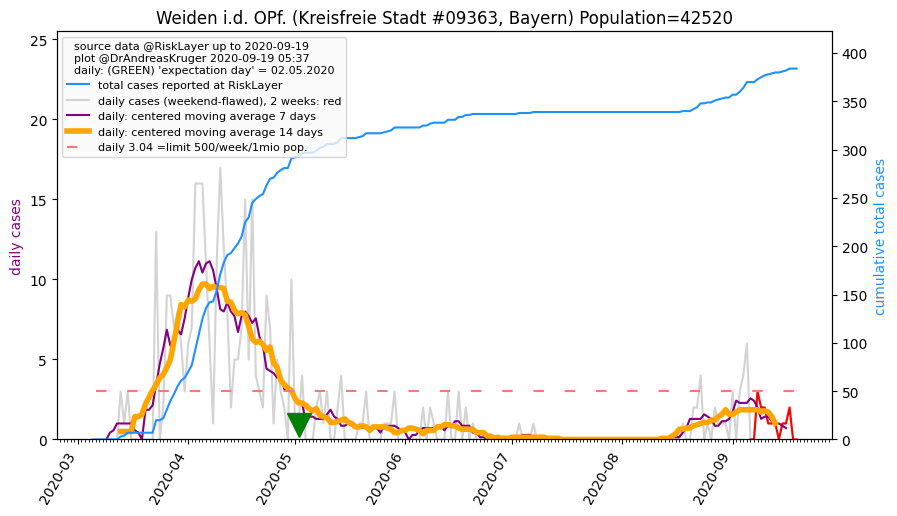 Weiden i.d. OPf. (Kreisfreie Stadt #09363, Bayern) Population=42520
source data @RiskLayer up to 2020-09-19
plot @DrAndreasKruger 2020-09-19 05:37
daily: (GREEN) 'expectation day' = 02.05.2020
total cases reported at RiskLayer
daily cases (weekend-flawed), 2 weeks: red
daily: centered moving average 7 days
daily: centered moving average 14 days
daily 3.04 =limit 500/week/1mio pop.
daily cases
25
20
15
10
5
0
cumulative total cases
400
350
300
250
200
150
100
50
0
2020-03
2020-04
2020-05
2020-06
2020-07
2020-08
2020-09